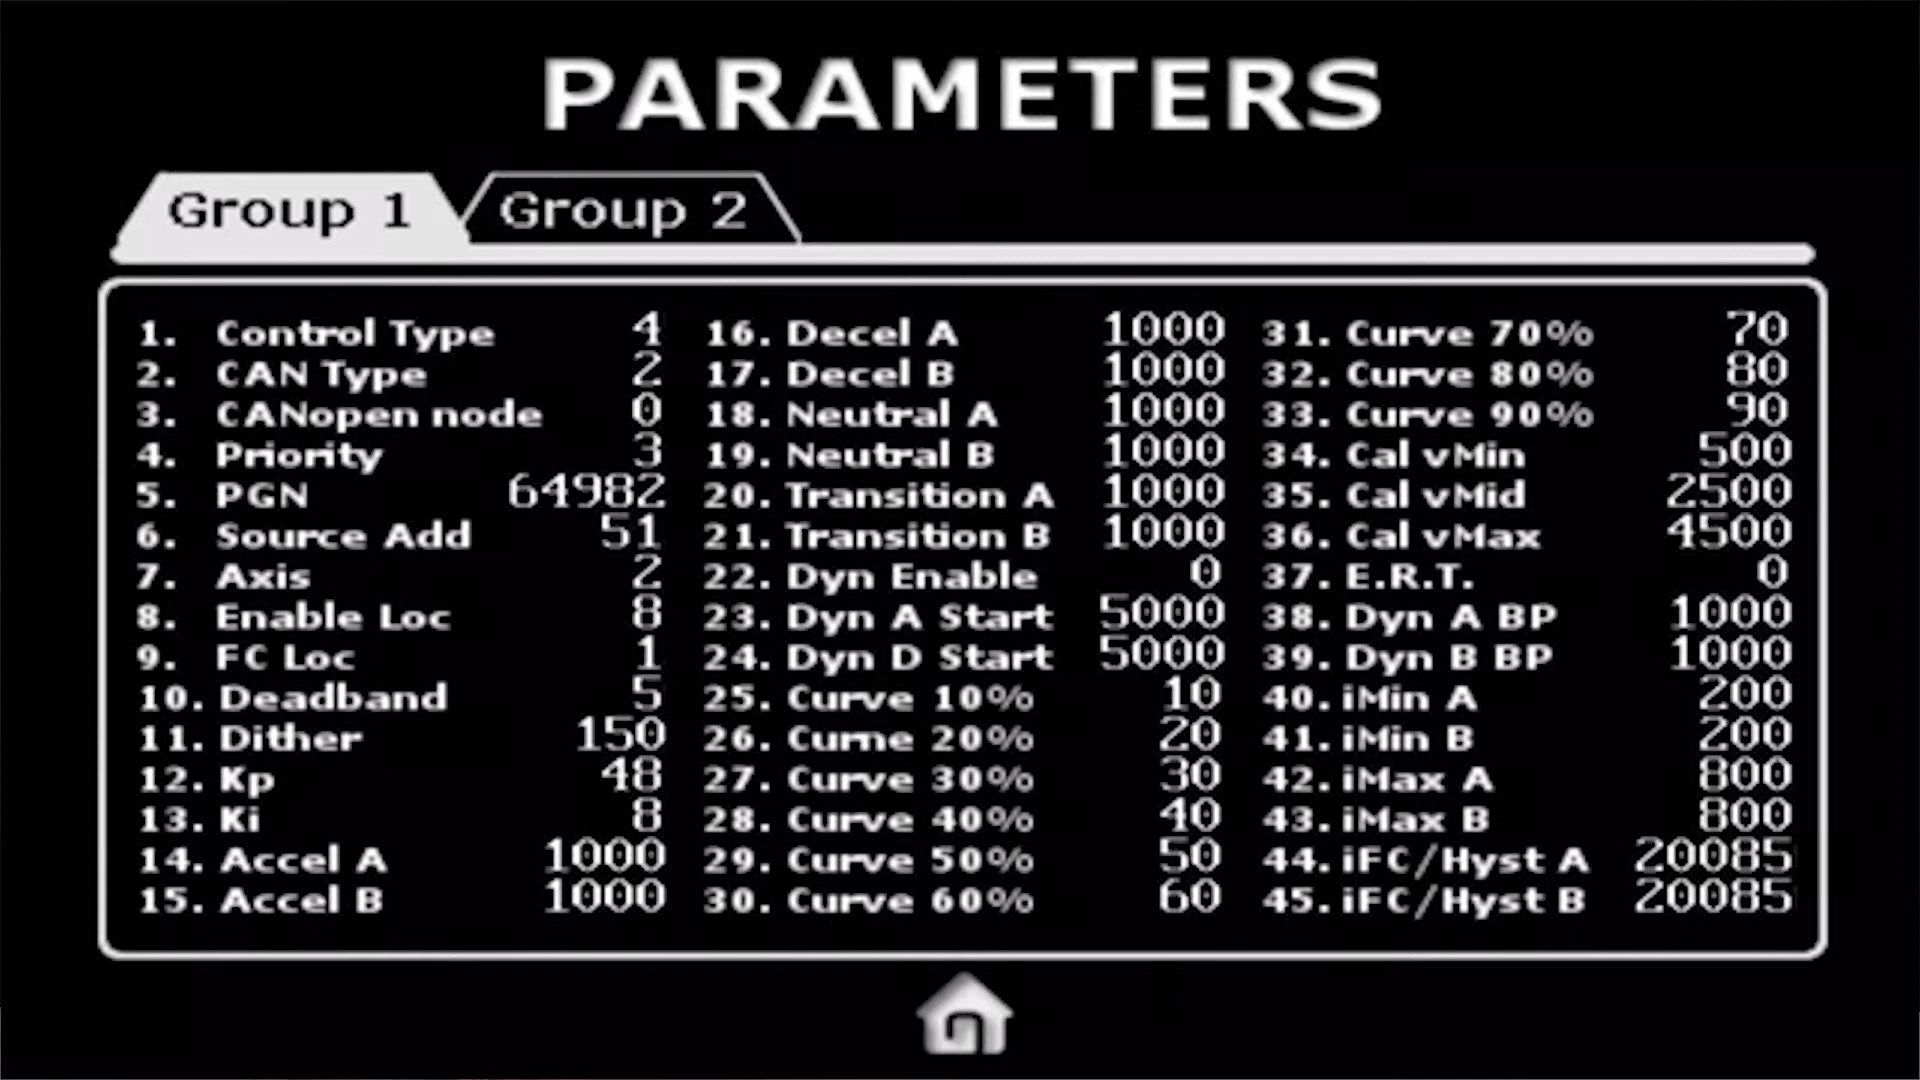 PARAMETERS
Group 1 Group 2
1. Control Type 4
2. CAN Type 2
3. CANopen node 0
4. Priority 3
5. PGN 64982
6. Source Add 51
7. Axis 2
8. Enable Loc 8
9. FC Loc 1
10. Deadband 5
11. Dither 150
12. Kp 48
13. Ki 8
14. Accel A 1000
15. Accel B 1000
16. Decel A 1000
17. Decel B 1000
18. Neutral A 1000
19. Neutral B 1000
20. Transition A 1000
21. Transition B 1000
22. Dyn Enable 0
23. Dyn A Start 5000
24. Dyn D Start 5000
25. Curve 10% 10
26. Curne 20% 20
27. Curve 30% 30
28. Curve 40% 40
29. Curve 50% 50
30. Curve 60% 60
31. Curve 70% 70
32. Curve 80% 80
33. Curve 90% 90
34. Cal vMin 500
35. Cal vMid 2500
36. Cal vMax 4500
37. E.R.T. 0
38. Dyn A BP 1000
39. Dyn B BP 1000
40. iMin A 200
41. iMin B 200
42. iMax A 800
43. iMax B 800
44. iFC/Hyst A 20085
45. iFC/Hyst B 20085